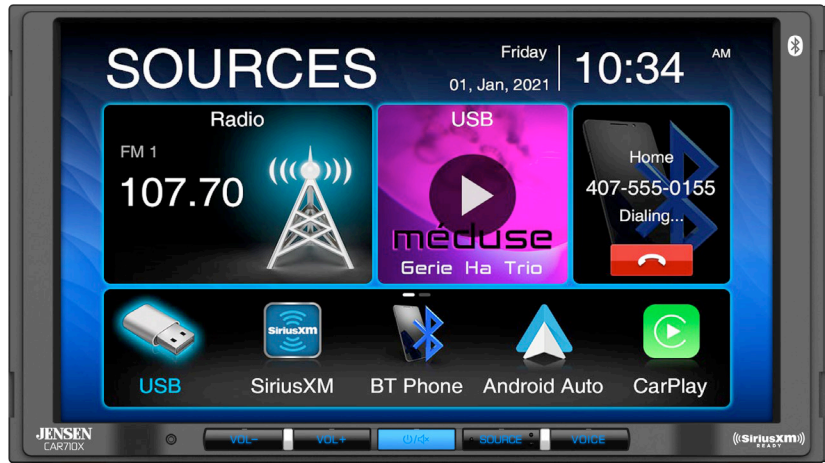 SOURCES
Friday
01, Jan, 2021
10:34
AM
Radio
FM 1
107.70
USB
méduse
Gerie Ha Trio
Home
407-555-0155
Dialing...
USB
SiriusXM
SiriusXM
BT Phone
Android Auto
CarPlay
JENSEN
CAR710X
VOL-
VOL+
SOURCE
VOICE
((SiriusXM))
READY